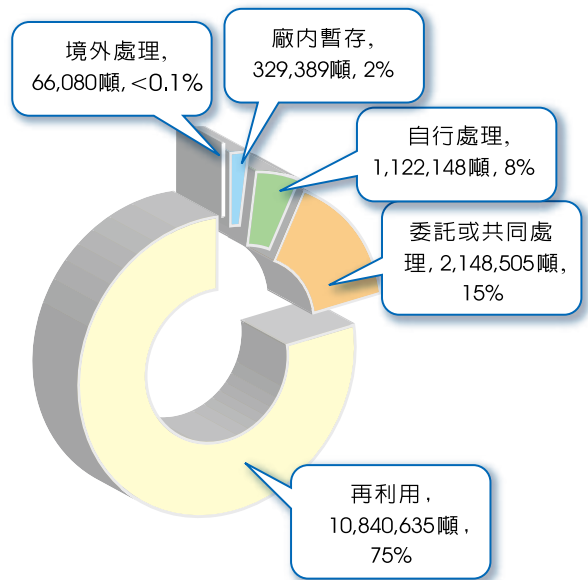 境外處理,
66,080噸, <0.1%
廠內暫存,
329,389噸, 2%
自行處理,
1,122,148噸, 8%
委託或共同處
理, 2,148,505噸,
15%
再利用,
10,840,635噸,
75%